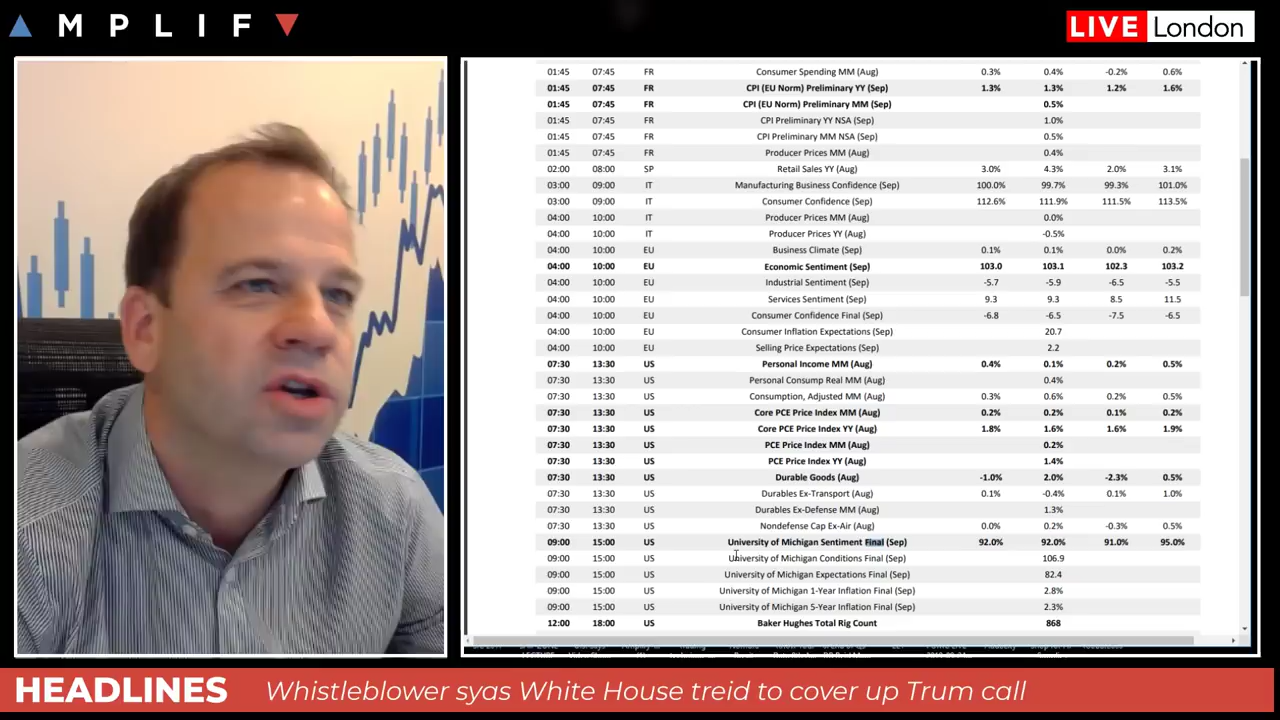 AMPLIFY
LIVE London
01:45 07:45 FR Consumer Spending MM (Aug) 0.3% 0.4% -0.2% 0.6%
01:45 07:45 FR CPI (EU Norm) Preliminary YY (Sep) 1.3% 1.3% 1.2% 1.6%
01:45 07:45 FR CPI (EU Norm) Preliminary MM (Sep) 0.5%
01:45 07:45 FR CPI Preliminary YY NSA (Sep) 1.0%
01:45 07:45 FR CPI Preliminary MM NSA (Sep) 0.5%
01:45 07:45 FR Producer Prices MM (Aug) 0.4%
02:00 08:00 SP Retail Sales YY (Aug) 3.0% 4.3% 2.0% 3.1%
03:00 09:00 IT Manufacturing Business Confidence (Sep) 100.0% 99.7% 99.3% 101.0%
03:00 09:00 IT Consumer Confidence (Sep) 112.6% 111.9% 111.5% 113.5%
04:00 10:00 IT Producer Prices MM (Aug) 0.0%
04:00 10:00 IT Producer Prices YY (Aug) -0.5%
04:00 10:00 EU Business Climate (Sep) 0.1% 0.1% 0.0% 0.2%
04:00 10:00 EU Economic Sentiment (Sep) 103.0 103.1 102.3 103.2
04:00 10:00 EU Industrial Sentiment (Sep) -5.7 -5.9 -6.5 -5.5
04:00 10:00 EU Services Sentiment (Sep) 9.3 9.3 8.5 11.5
04:00 10:00 EU Consumer Confidence Final (Sep) -6.8 -6.5 -7.5 -6.5
04:00 10:00 EU Consumer Inflation Expectations (Sep) 20.7
04:00 10:00 EU Selling Price Expectations (Sep) 2.2
07:30 13:30 US Personal Income MM (Aug) 0.4% 0.1% 0.2% 0.5%
07:30 13:30 US Personal Consump Real MM (Aug) 0.4%
07:30 13:30 US Consumption, Adjusted MM (Aug) 0.3% 0.6% 0.2% 0.5%
07:30 13:30 US Core PCE Price Index MM (Aug) 0.2% 0.2% 0.1% 0.2%
07:30 13:30 US Core PCE Price Index YY (Aug) 1.8% 1.6% 1.6% 1.9%
07:30 13:30 US PCE Price Index MM (Aug) 0.2%
07:30 13:30 US PCE Price Index YY (Aug) 1.4%
07:30 13:30 US Durable Goods (Aug) -1.0% 2.0% -2.3% 0.5%
07:30 13:30 US Durables Ex-Transport (Aug) 0.1% -0.4% 0.1% 1.0%
07:30 13:30 US Durables Ex-Defense MM (Aug) 1.3%
07:30 13:30 US Nondefense Cap Ex-Air (Aug) 0.0% 0.2% -0.3% 0.5%
09:00 15:00 US University of Michigan Sentiment Final (Sep) 92.0% 92.0% 91.0% 95.0%
09:00 15:00 US University of Michigan Conditions Final (Sep) 106.9
09:00 15:00 US University of Michigan Expectations Final (Sep) 82.4
09:00 15:00 US University of Michigan 1-Year Inflation Final (Sep) 2.8%
09:00 15:00 US University of Michigan 5-Year Inflation Final (Sep) 2.3%
12:00 18:00 US Baker Hughes Total Rig Count 868
HEADLINES Whistleblower syas White House treid to cover up Trum call